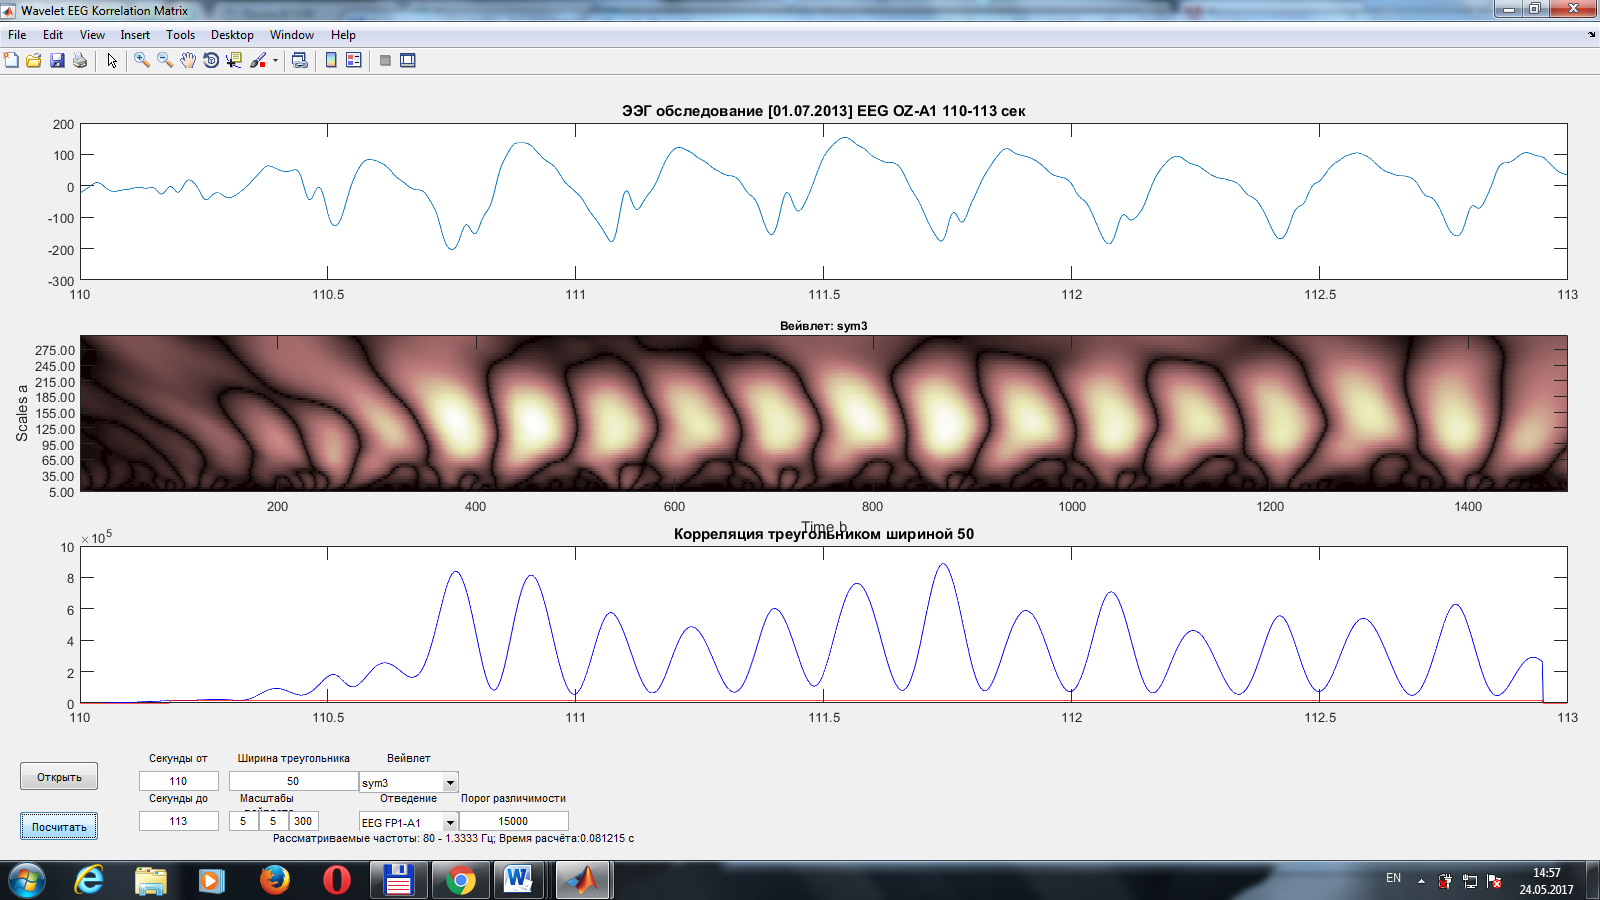 Wavelet EEG Korrelation Matrix
File Edit View Insert Tools Desktop Window Help
ЭЭГ обследование [01.07.2013] EEG OZ-A1 110-113 сек
200
100
0
-100
-200
-300
110 110.5 111 111.5 112 112.5 113
Вейвлет: sym3
Scales a
275.00
245.00
215.00
185.00
155.00
125.00
95.00
65.00
35.00
5.00
200 400 600 800 1000 1200 1400
Time b
Корреляция треугольником шириной 50
×10⁵
10
8
6
4
2
0
110 110.5 111 111.5 112 112.5 113
Секунды от Ширина треугольника Вейвлет
Открыть 110 50 sym3
Секунды до Масштабы Отведение Порог различимости
Посчитать 113 5 5 300 EEG FP1-A1 15000
Рассматриваемые частоты: 80 - 1.3333 Гц; Время расчёта:0.081215 с
EN
14:57
24.05.2017